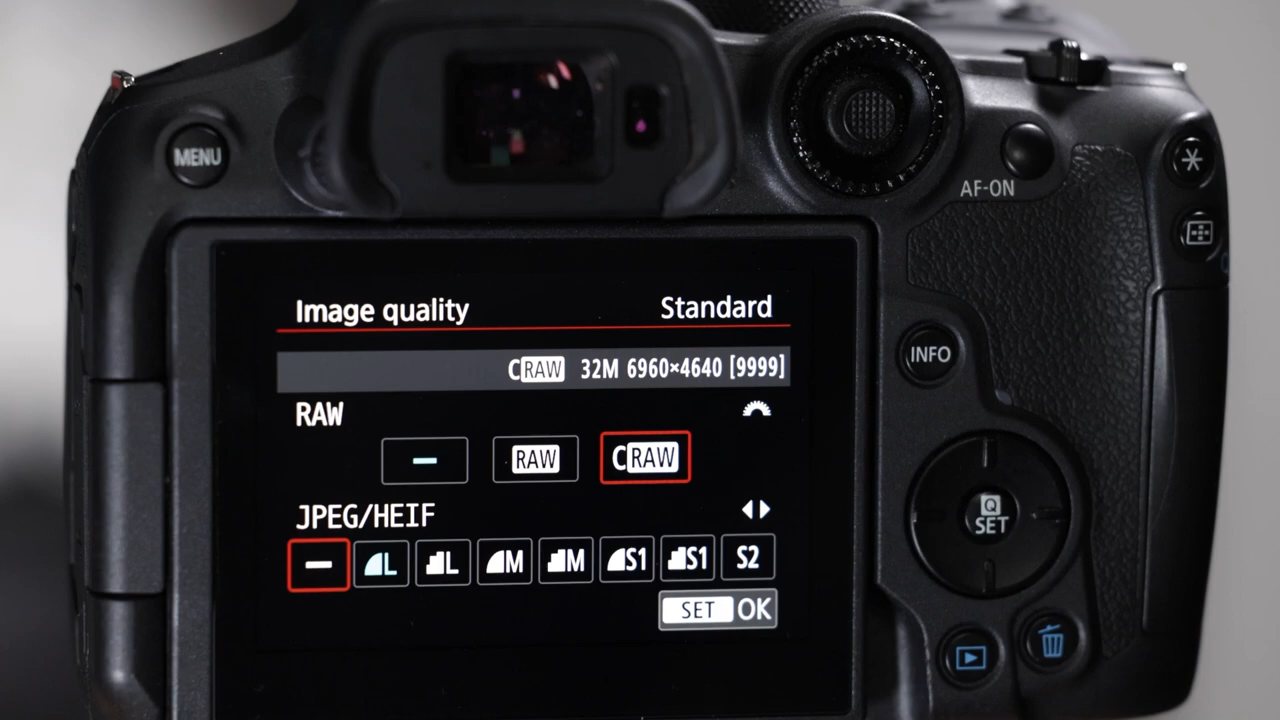 MENU
AF-ON
Image quality Standard
CRAW 32M 6960×4640 [9999]
RAW
RAW CRAW
JPEG/HEIF
L L M M S1 S1 S2
SET OK
INFO
Q
SET